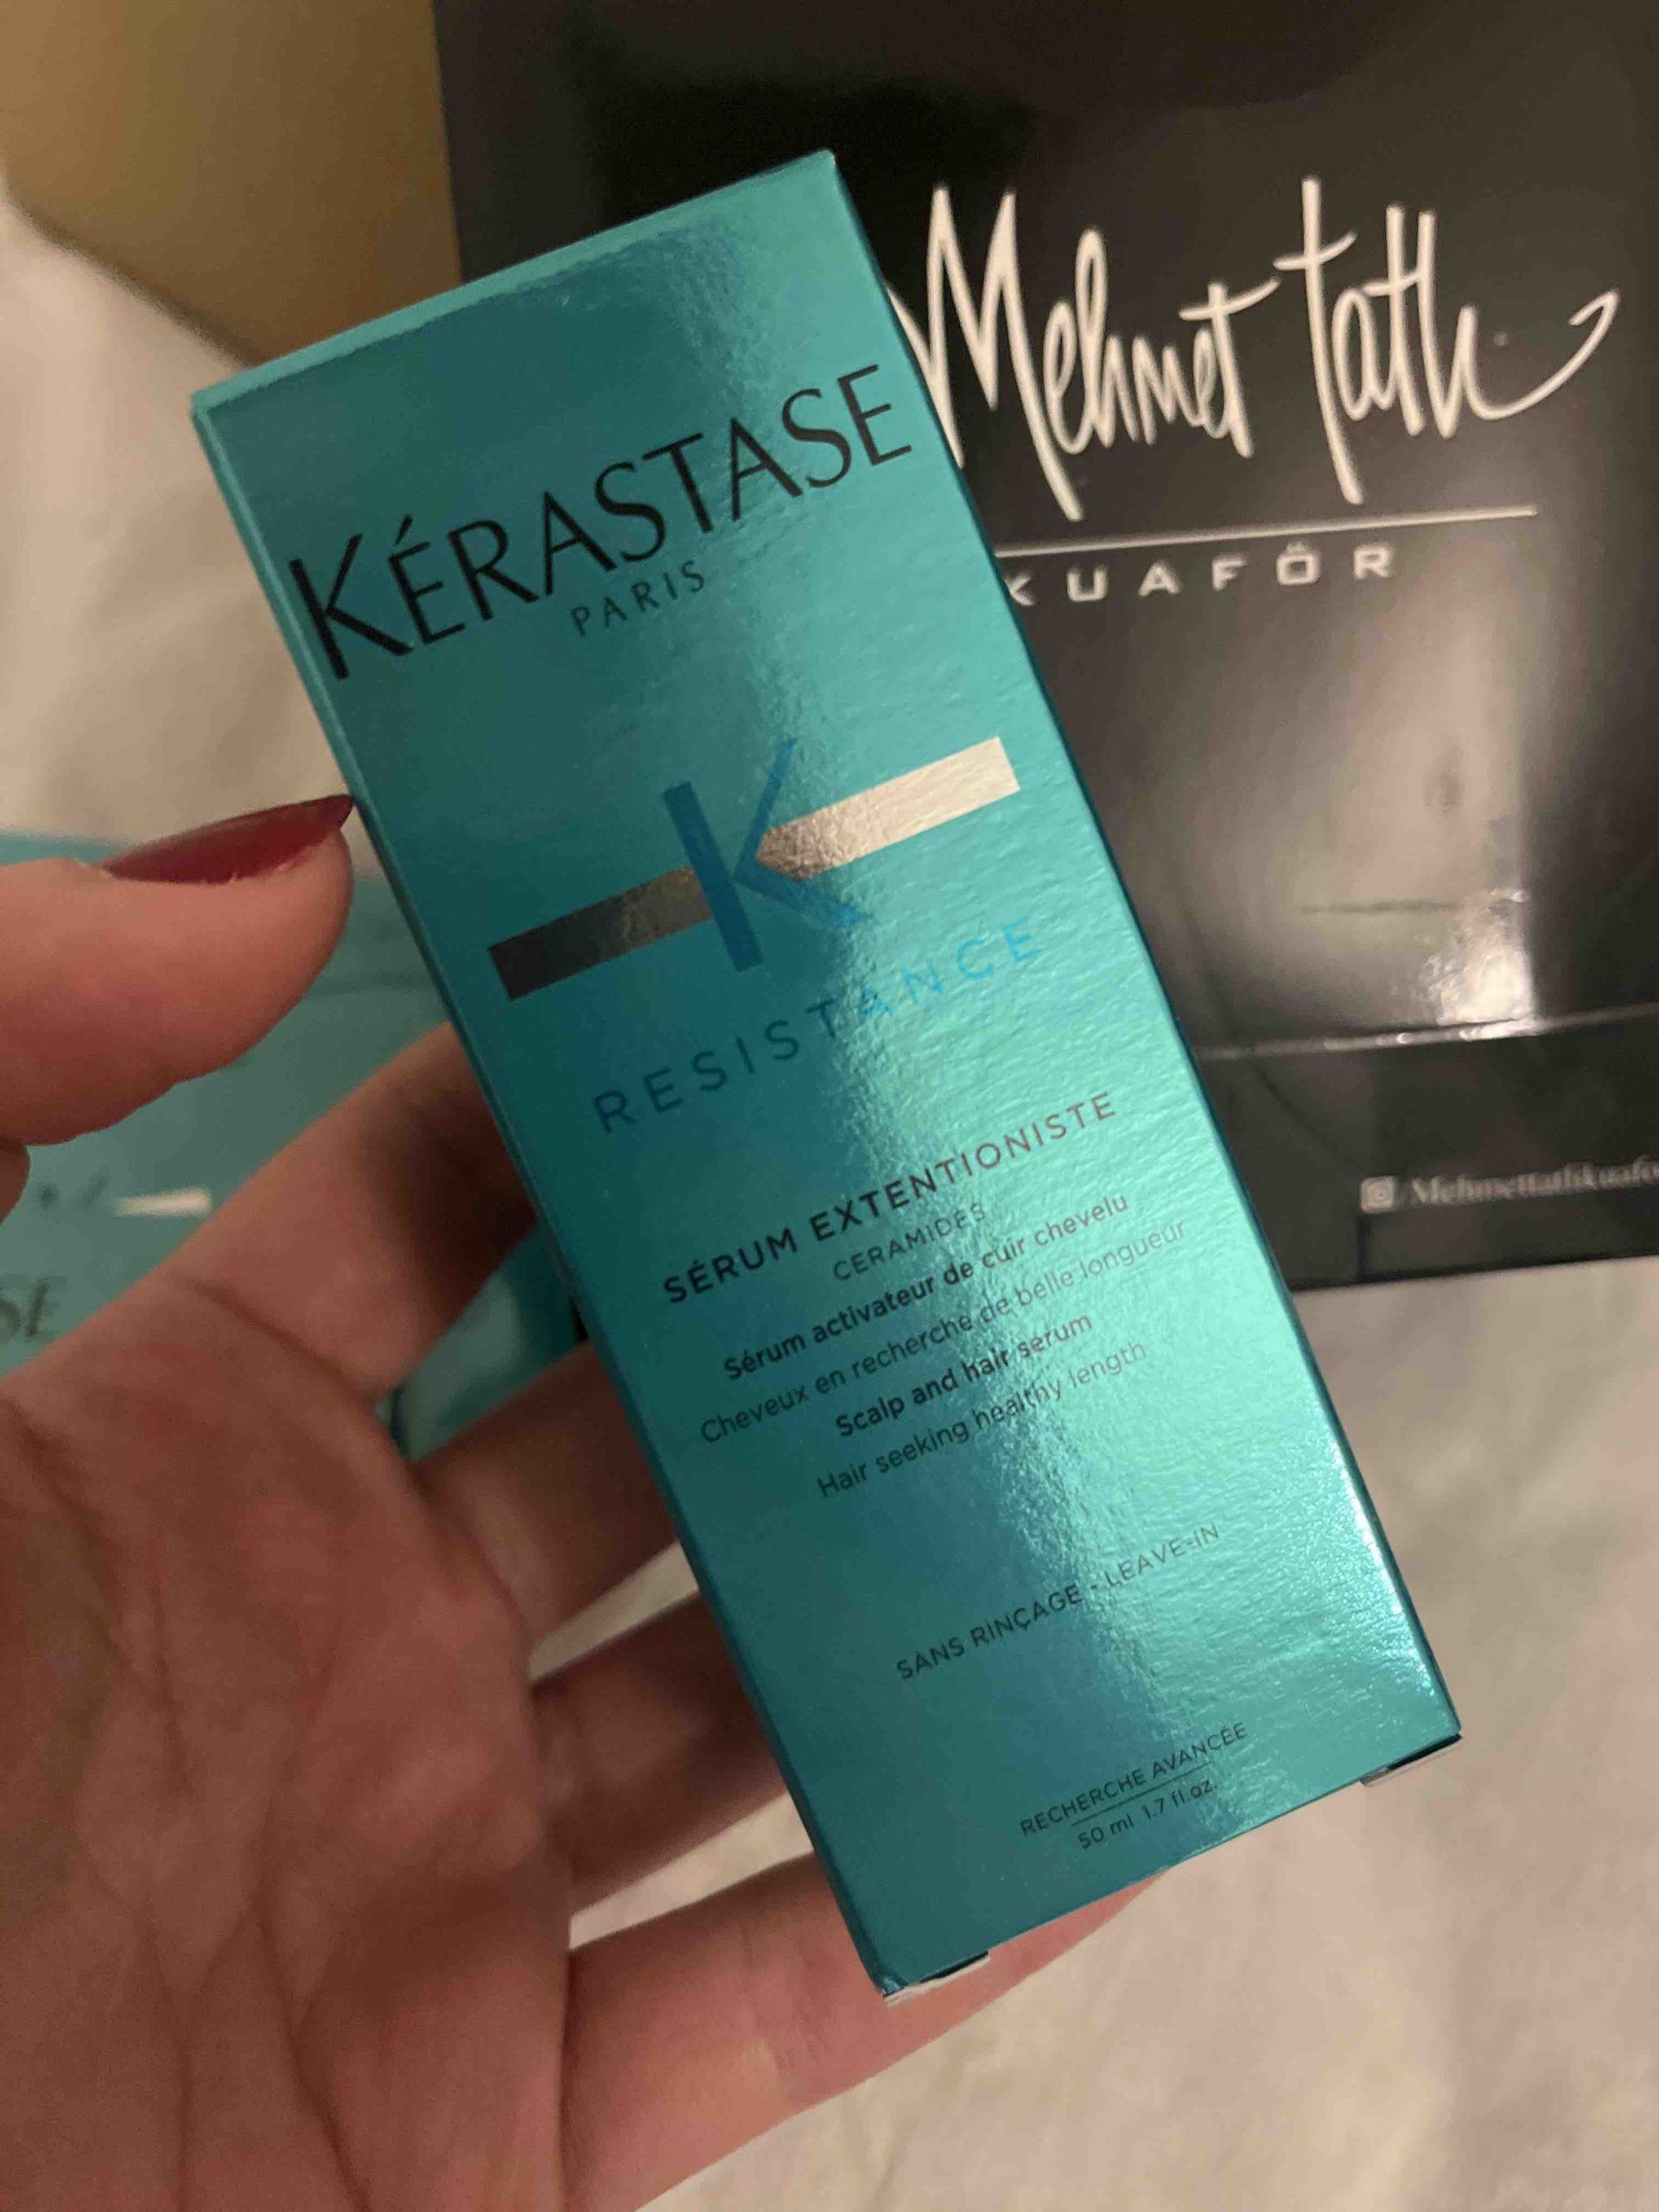 KÉRASTASE
PARIS
K
RESISTANCE
SÉRUM EXTENTIONISTE
CERAMIDES
Sérum activateur de cuir chevelu
Cheveux en recherche de belle longueur
Scalp and hair serum
Hair seeking healthy length
SANS RINÇAGE - LEAVE-IN
RECHERCHE AVANCÉE
50 ml 1.7 fl.oz.
Mehmet Tatlı
KUAFÖR
SE